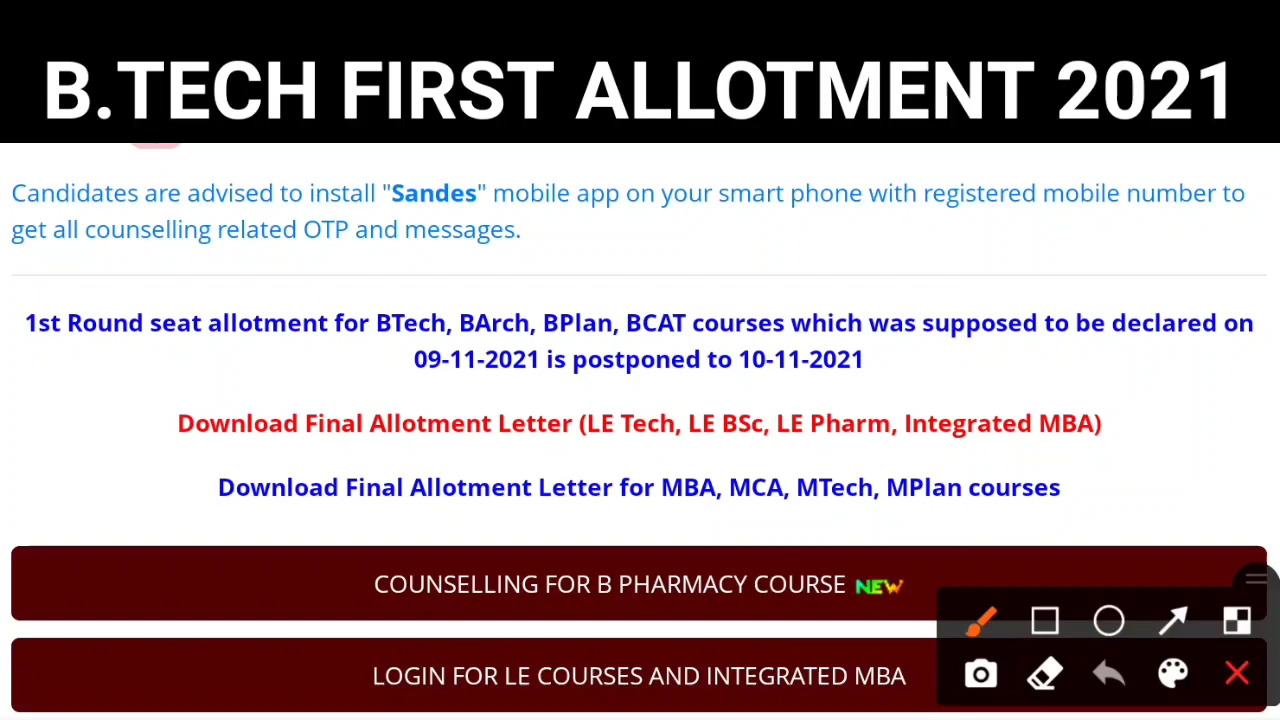 B.TECH FIRST ALLOTMENT 2021
Candidates are advised to install "Sandes" mobile app on your smart phone with registered mobile number to
get all counselling related OTP and messages.
1st Round seat allotment for BTech, BArch, BPlan, BCAT courses which was supposed to be declared on
09-11-2021 is postponed to 10-11-2021
Download Final Allotment Letter (LE Tech, LE BSc, LE Pharm, Integrated MBA)
Download Final Allotment Letter for MBA, MCA, MTech, MPlan courses
COUNSELLING FOR B PHARMACY COURSE NEW
LOGIN FOR LE COURSES AND INTEGRATED MBA